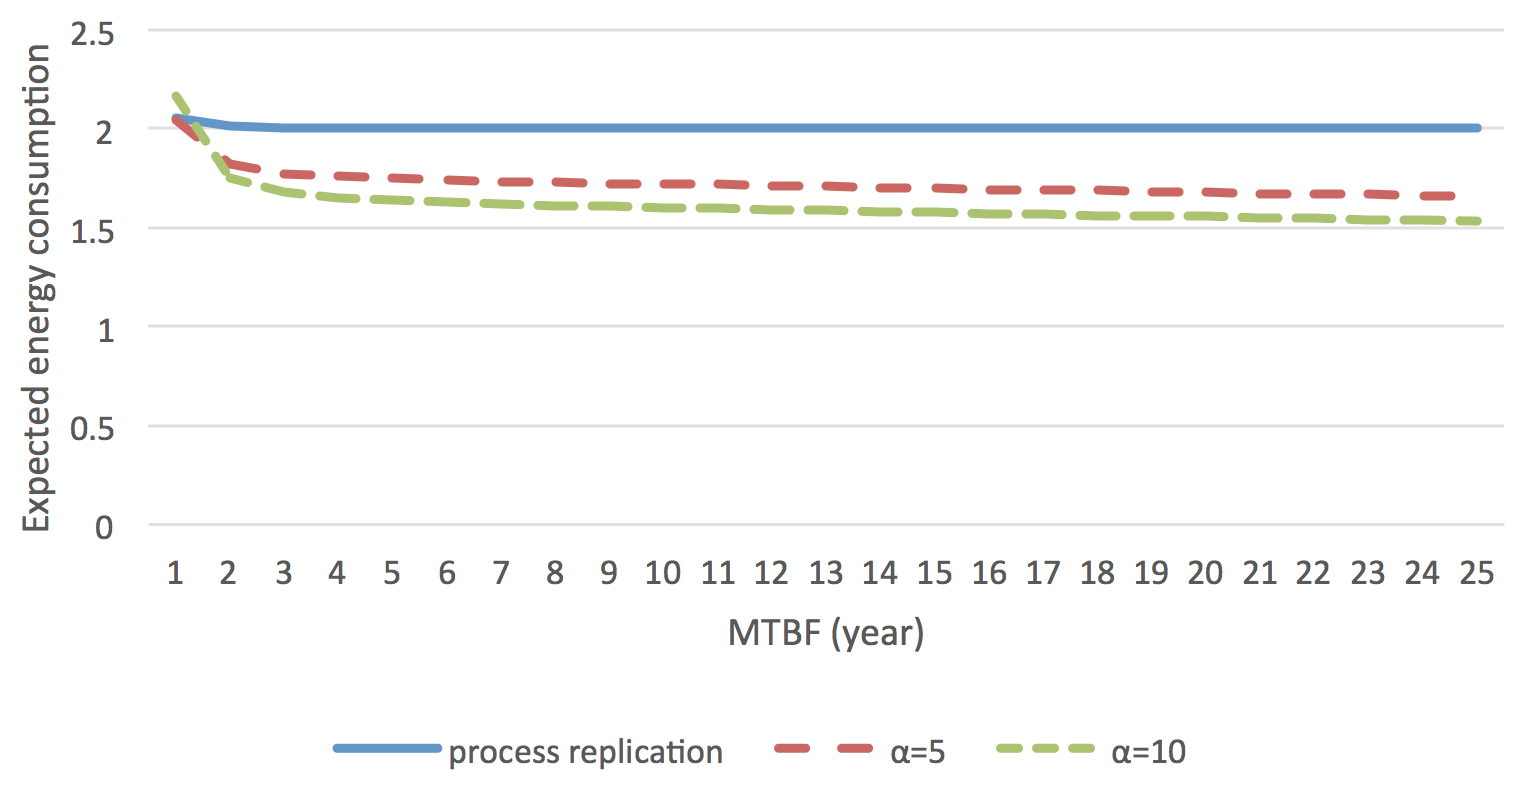 Expected energy consumption
2.5
2
1.5
1
0.5
0
1 2 3 4 5 6 7 8 9 10 11 12 13 14 15 16 17 18 19 20 21 22 23 24 25
MTBF (year)
process replication α=5 α=10